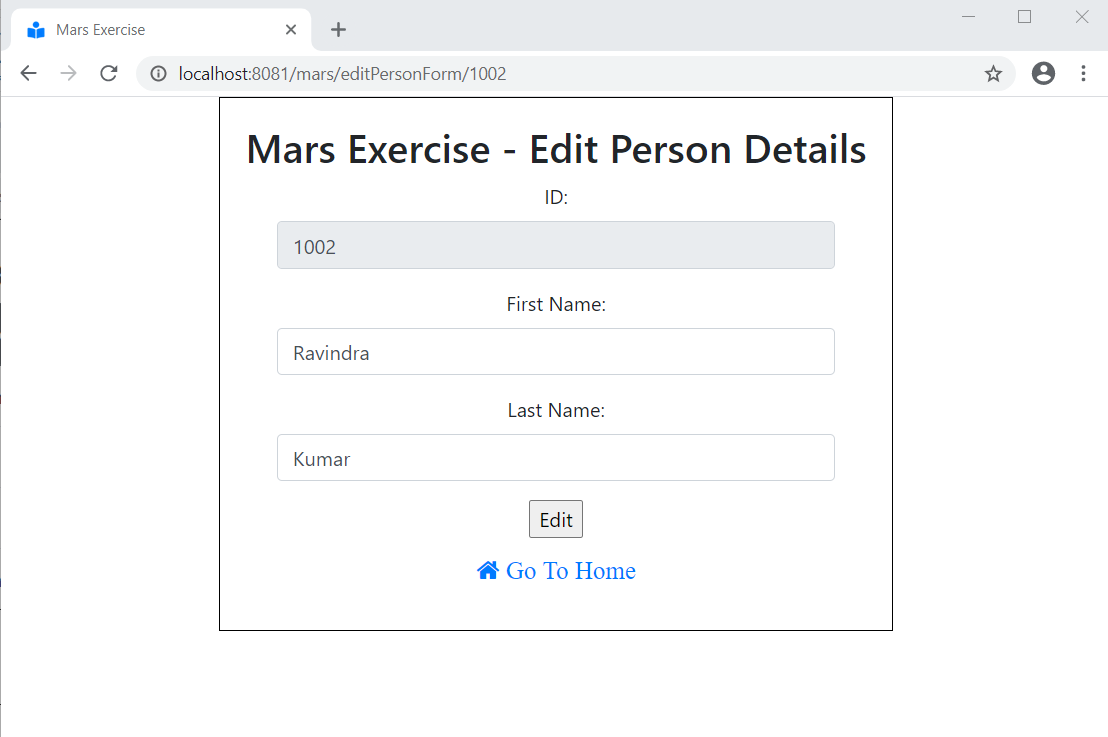 Mars Exercise
localhost:8081/mars/editPersonForm/1002
Mars Exercise - Edit Person Details
ID:
1002
First Name:
Ravindra
Last Name:
Kumar
Edit
Go To Home